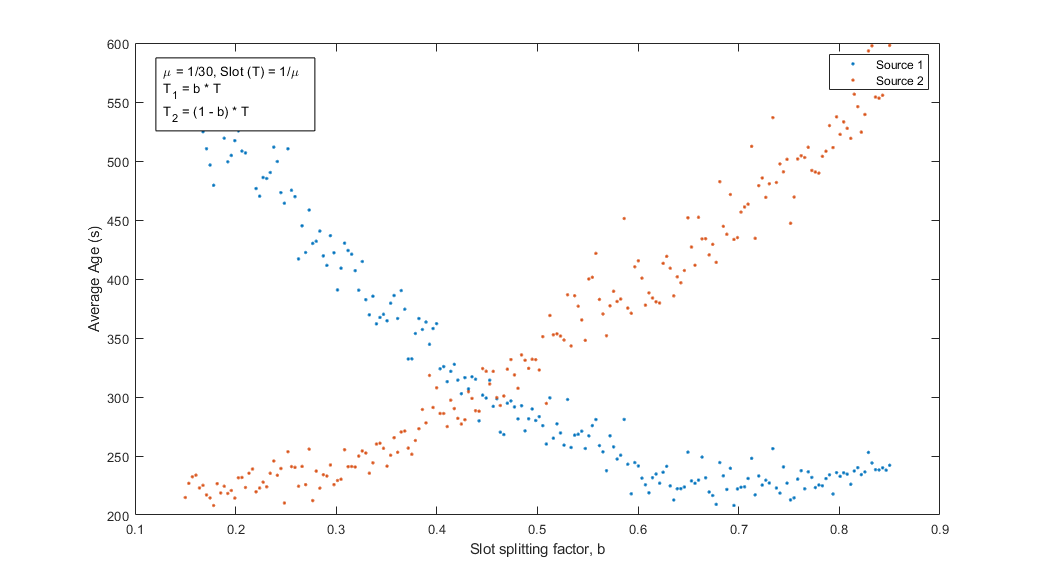 μ = 1/30, Slot (T) = 1/μ
T1 = b * T
T2 = (1 - b) * T
Source 1
Source 2
600
550
500
450
400
350
300
250
200
Average Age (s)
0.1 0.2 0.3 0.4 0.5 0.6 0.7 0.8 0.9
Slot splitting factor, b